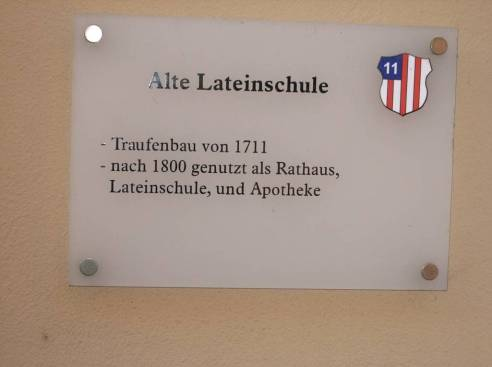 11
Alte Lateinschule
- Traufenbau von 1711
- nach 1800 genutzt als Rathaus,
Lateinschule, und Apotheke